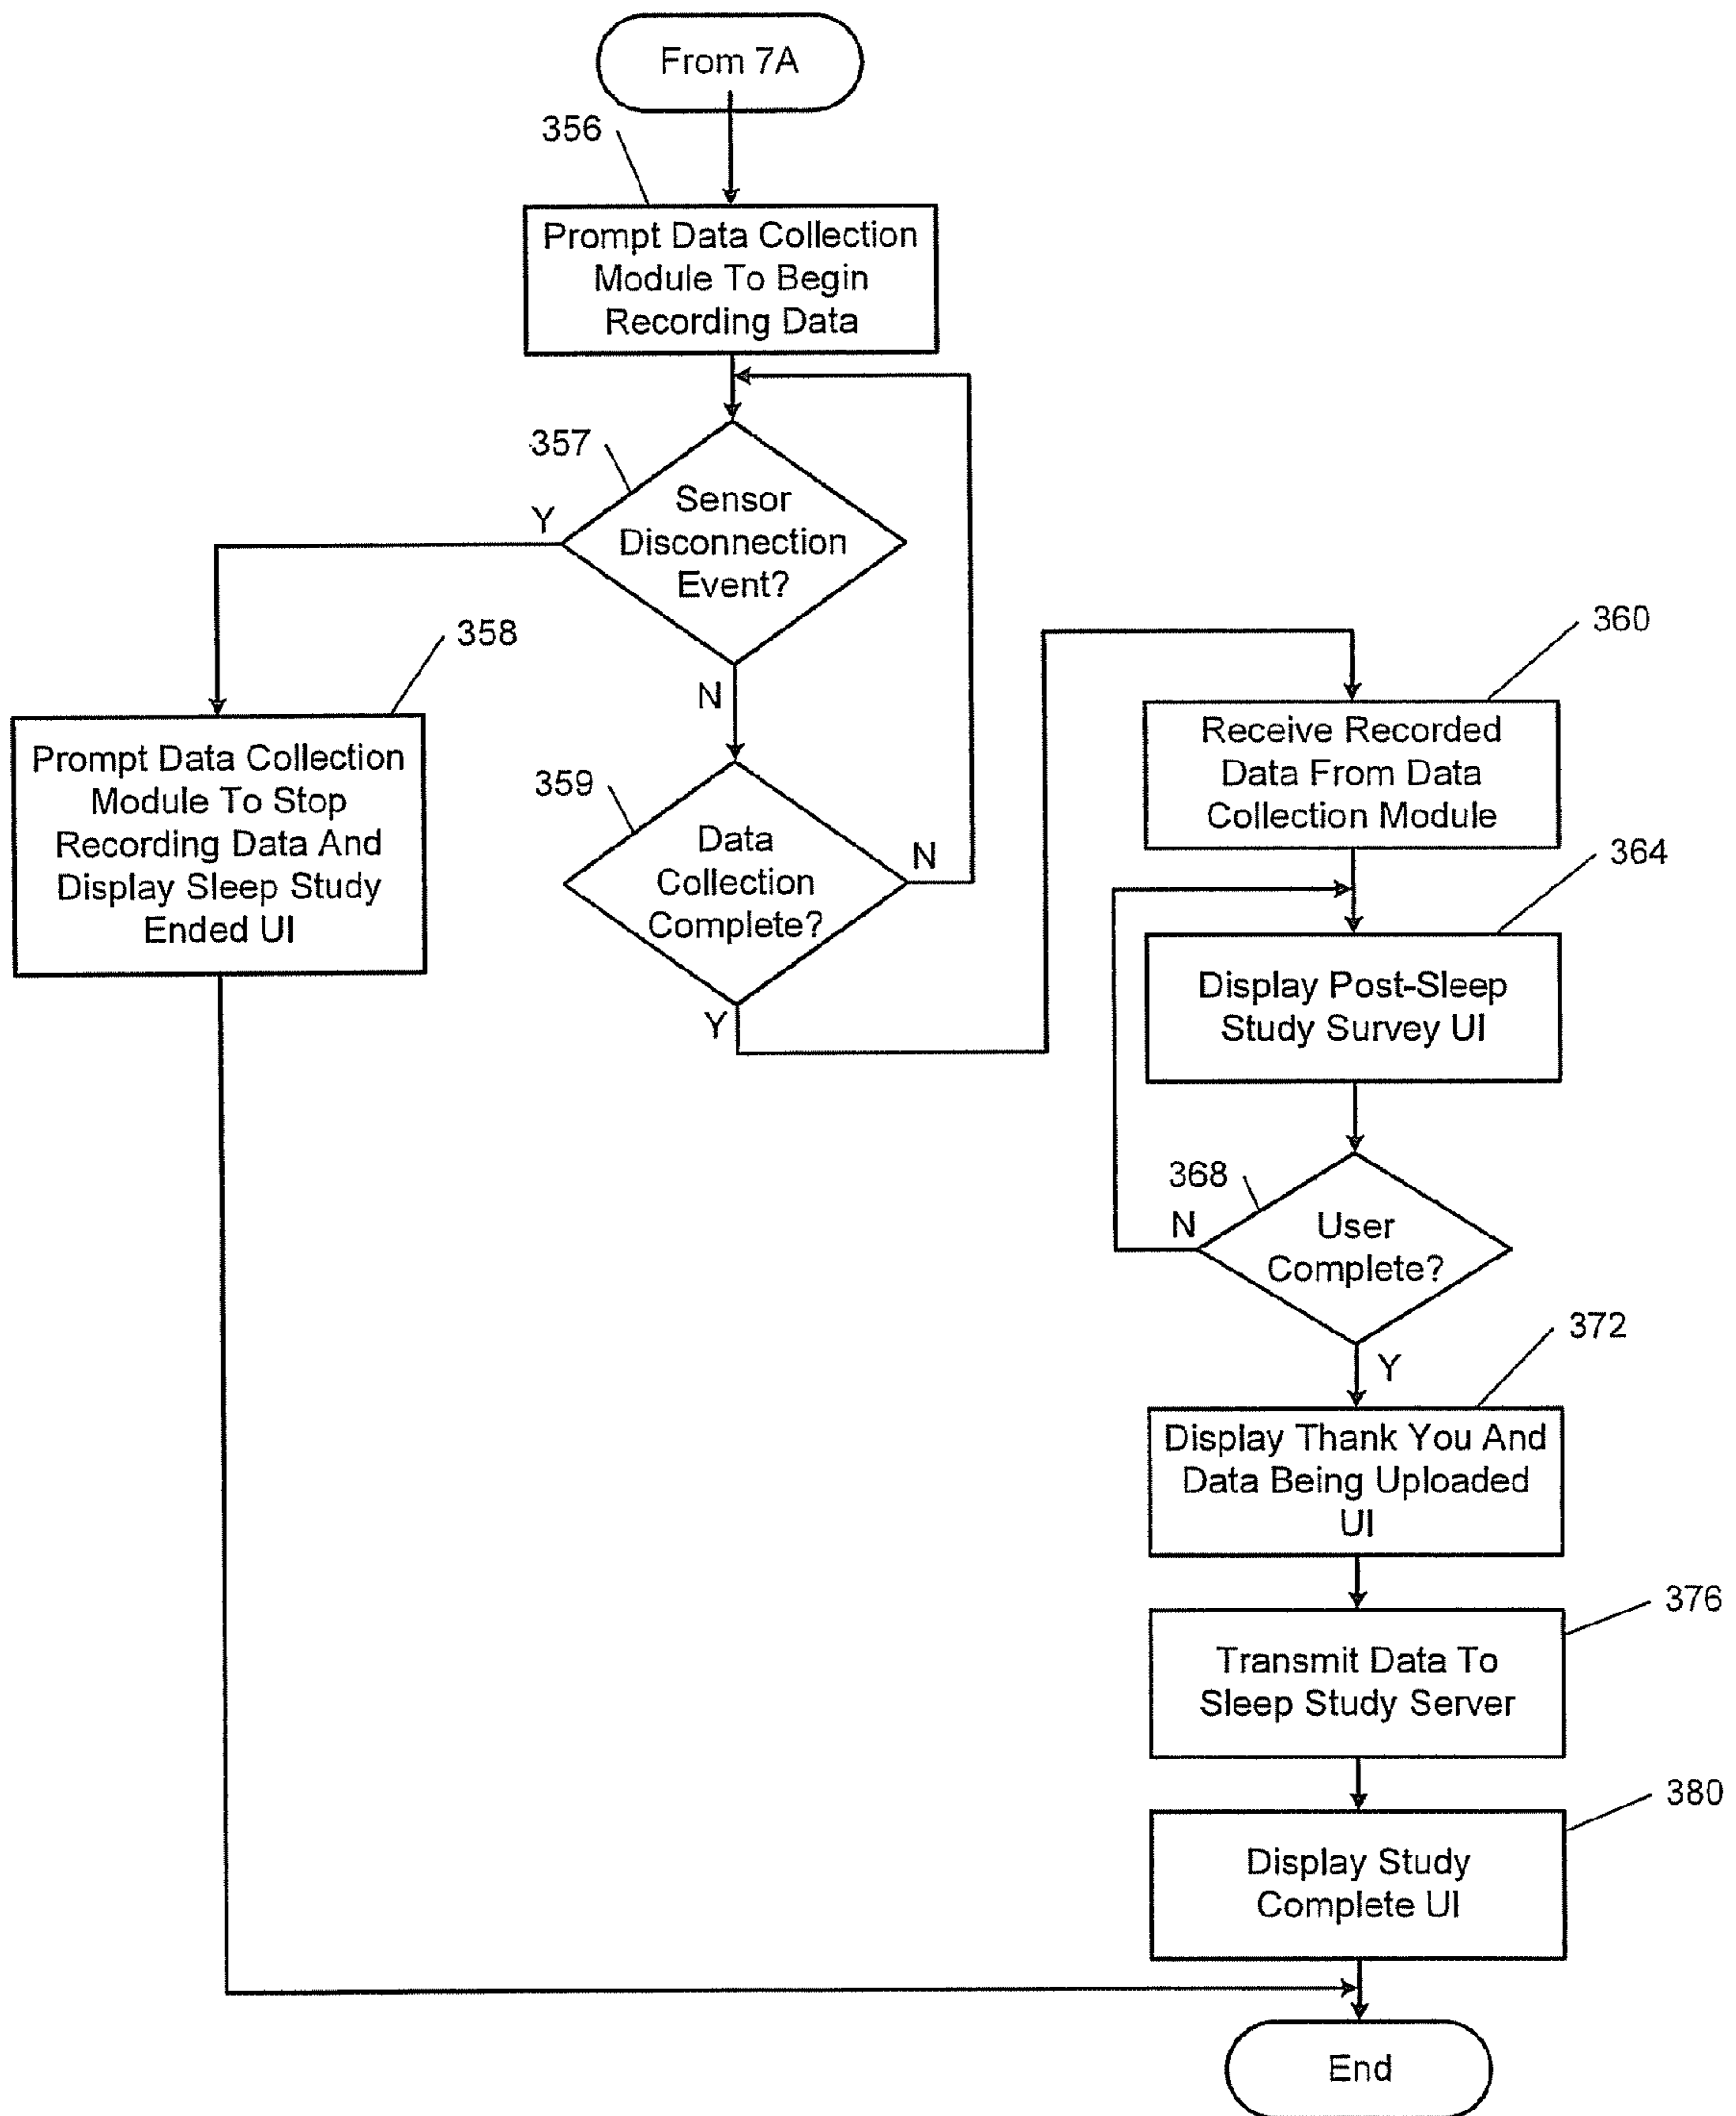 From 7A
356
Prompt Data Collection
Module To Begin
Recording Data
357
Sensor
Disconnection
Event?
Y
N
358
Prompt Data Collection
Module To Stop
Recording Data And
Display Sleep Study
Ended UI
359
Data
Collection
Complete?
N
Y
360
Receive Recorded
Data From Data
Collection Module
364
Display Post-Sleep
Study Survey UI
368
User
Complete?
N
Y
372
Display Thank You And
Data Being Uploaded
UI
376
Transmit Data To
Sleep Study Server
380
Display Study
Complete UI
End